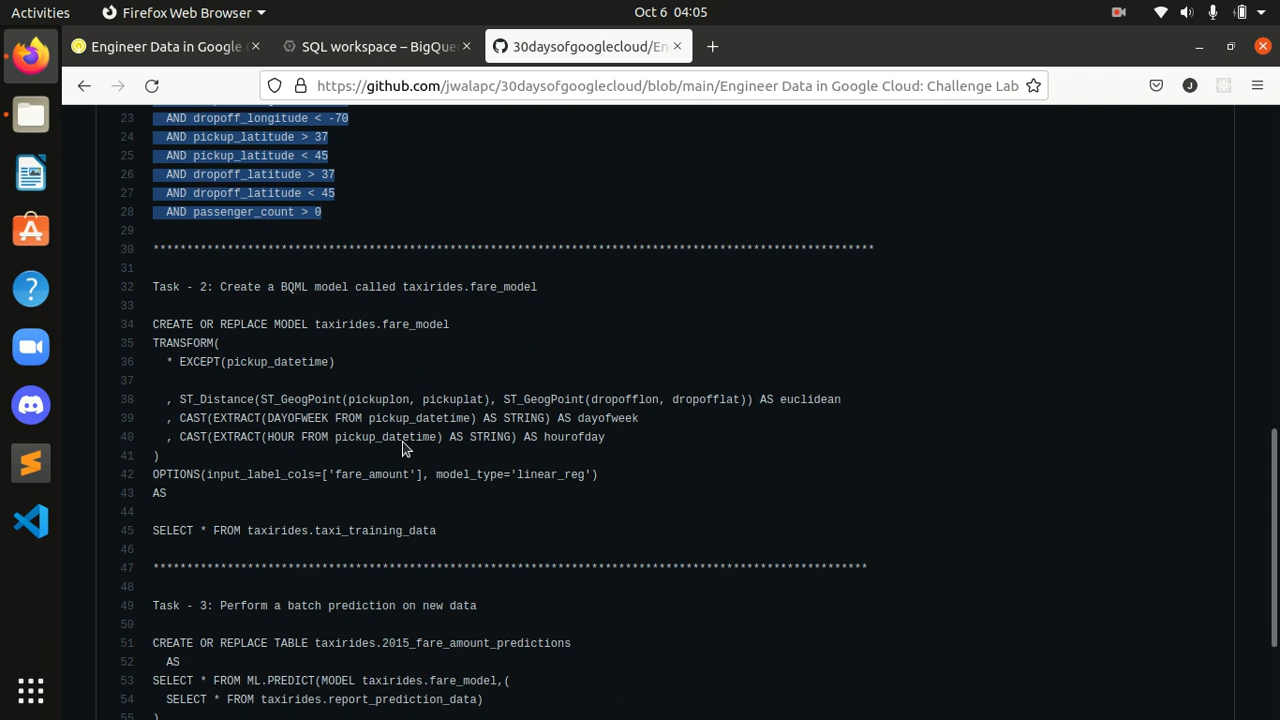 Activities
Firefox Web Browser
Oct 6 04:05
Engineer Data in Google
SQL workspace – BigQue
30daysofgooglecloud/En
https://github.com/jwalapc/30daysofgooglecloud/blob/main/Engineer Data in Google Cloud: Challenge Lab
J
23 AND dropoff_longitude < -70
24 AND pickup_latitude > 37
25 AND pickup_latitude < 45
26 AND dropoff_latitude > 37
27 AND dropoff_latitude < 45
28 AND passenger_count > 0
29
30 ***********************************************************************************************************
31
32 Task - 2: Create a BQML model called taxirides.fare_model
33
34 CREATE OR REPLACE MODEL taxirides.fare_model
35 TRANSFORM(
36 * EXCEPT(pickup_datetime)
37
38 , ST_Distance(ST_GeogPoint(pickuplon, pickuplat), ST_GeogPoint(dropofflon, dropofflat)) AS euclidean
39 , CAST(EXTRACT(DAYOFWEEK FROM pickup_datetime) AS STRING) AS dayofweek
40 , CAST(EXTRACT(HOUR FROM pickup_datetime) AS STRING) AS hourofday
41 )
42 OPTIONS(input_label_cols=['fare_amount'], model_type='linear_reg')
43 AS
44
45 SELECT * FROM taxirides.taxi_training_data
46
47 **********************************************************************************************************
48
49 Task - 3: Perform a batch prediction on new data
50
51 CREATE OR REPLACE TABLE taxirides.2015_fare_amount_predictions
52 AS
53 SELECT * FROM ML.PREDICT(MODEL taxirides.fare_model,(
54 SELECT * FROM taxirides.report_prediction_data)
55 )